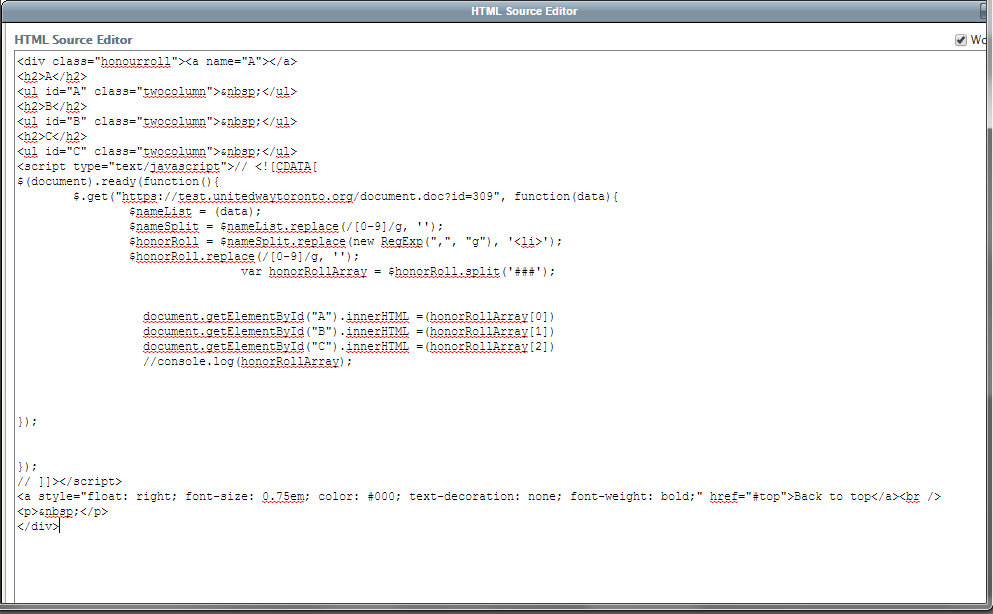 HTML Source Editor
HTML Source Editor
<div class="honourroll"><a name="A"></a>
<h2>A</h2>
<ul id="A" class="twocolumn">&nbsp;</ul>
<h2>B</h2>
<ul id="B" class="twocolumn">&nbsp;</ul>
<h2>C</h2>
<ul id="C" class="twocolumn">&nbsp;</ul>
<script type="text/javascript">// <![CDATA[
$(document).ready(function(){
$.get("https://test.unitedwaytoronto.org/document.doc?id=309", function(data){
$nameList = (data);
$nameSplit = $nameList.replace(/[0-9]/g, '');
$honorRoll = $nameSplit.replace(new RegExp(",", "g"), '<li>');
$honorRoll.replace(/[0-9]/g, '');
var honorRollArray = $honorRoll.split('###');
document.getElementById("A").innerHTML =(honorRollArray[0])
document.getElementById("B").innerHTML =(honorRollArray[1])
document.getElementById("C").innerHTML =(honorRollArray[2])
//console.log(honorRollArray);
});
});
// ]]></script>
<a style="float: right; font-size: 0.75em; color: #000; text-decoration: none; font-weight: bold;" href="#top">Back to top</a><br />
<p>&nbsp;</p>
</div>